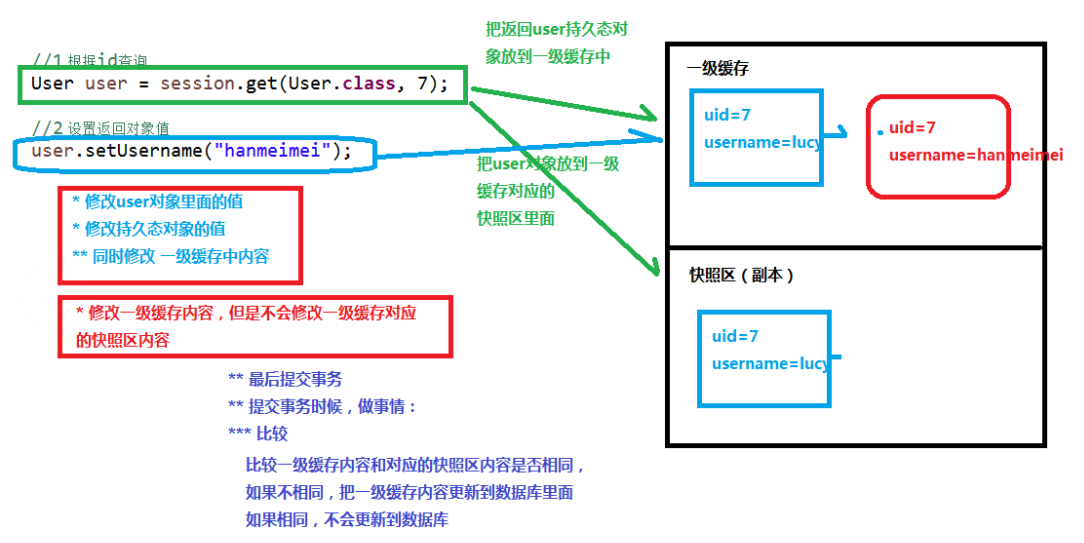 //1 根据id查询
User user = session.get(User.class, 7);
//2 设置返回对象值
user.setUsername("hanmeimei");
* 修改user对象里面的值
* 修改持久态对象的值
** 同时修改 一级缓存中内容
* 修改一级缓存内容，但是不会修改一级缓存对应
的快照区内容
** 最后提交事务
** 提交事务时候，做事情：
*** 比较
比较一级缓存内容和对应的快照区内容是否相同，
如果不相同，把一级缓存内容更新到数据库里面
如果相同，不会更新到数据库
把返回user持久态对
象放到一级缓存中
把user对象放到一级
缓存对应的
快照区里面
一级缓存
uid=7
username=lucy
uid=7
username=hanmeimei
快照区（副本）
uid=7
username=lucy